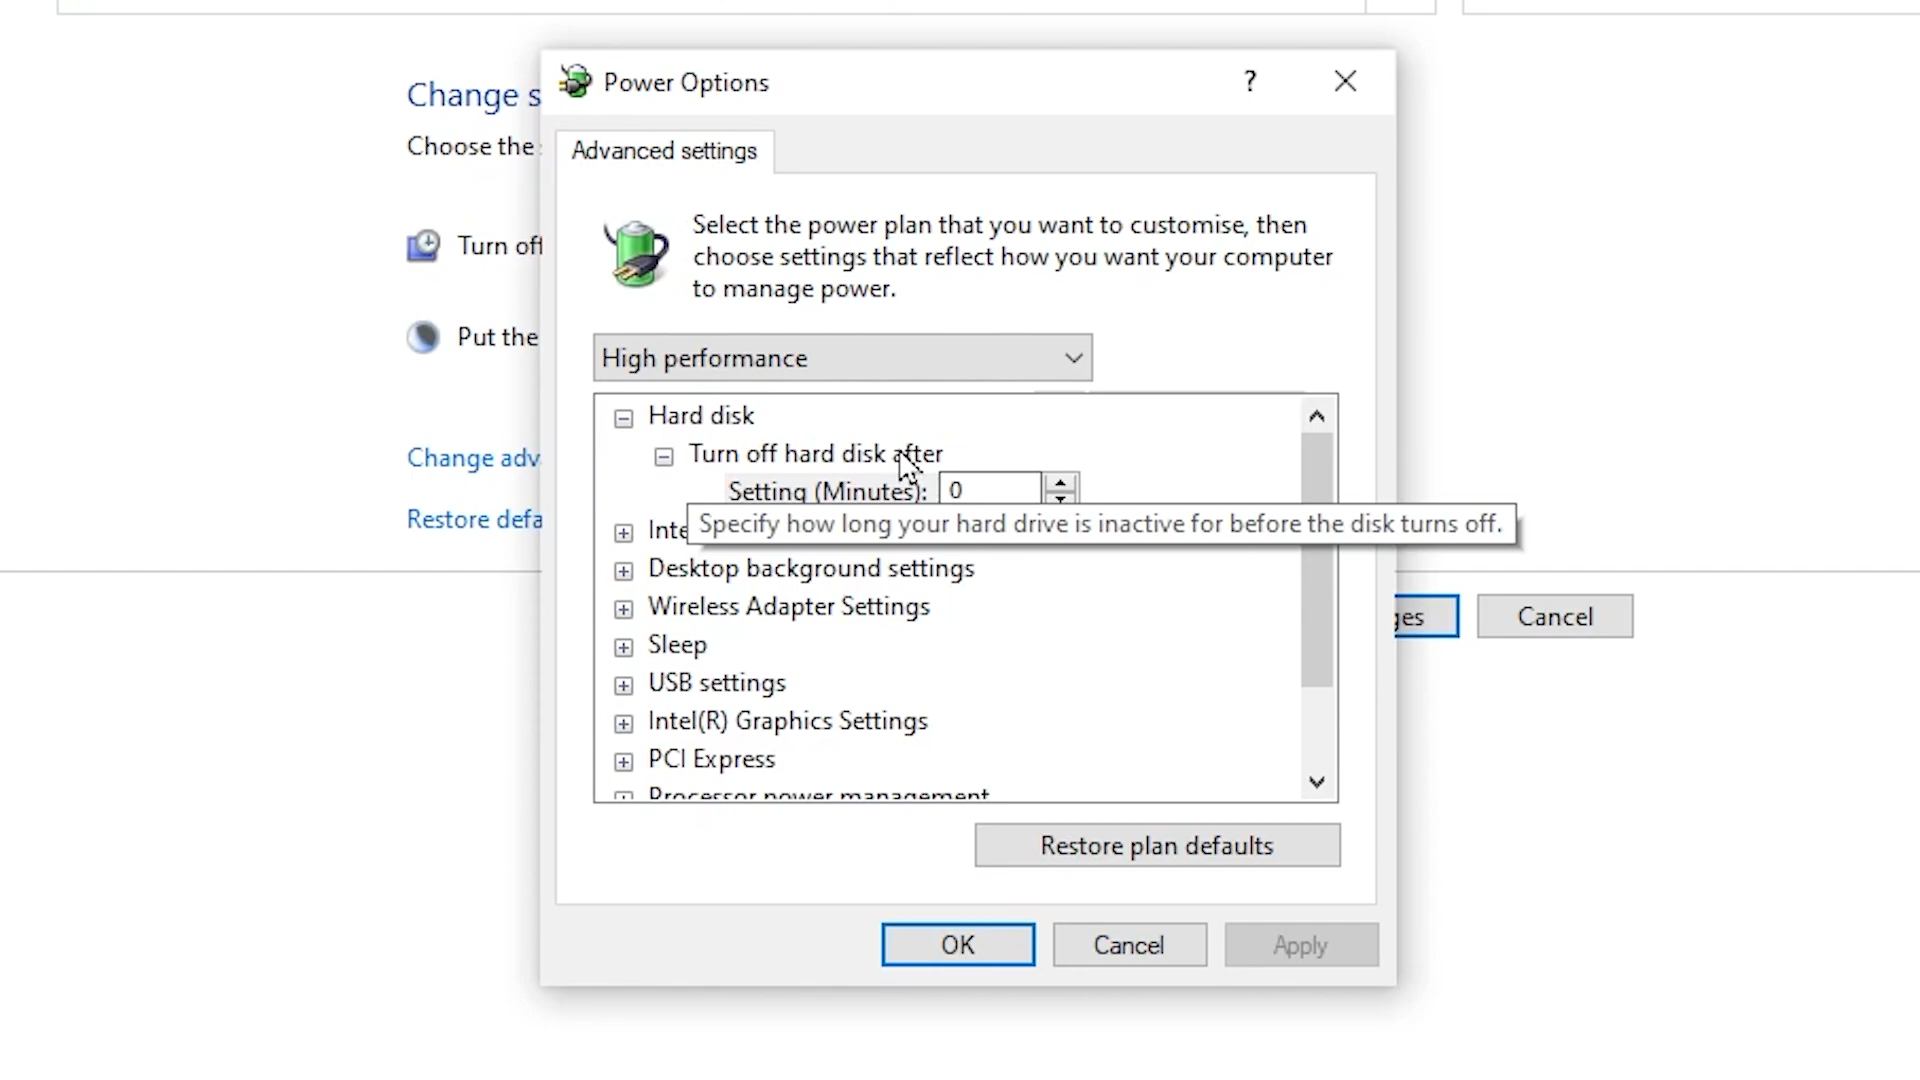 Power Options
?
Change s
Advanced settings
Choose the
Select the power plan that you want to customise, then
choose settings that reflect how you want your computer
to manage power.
Turn off
Put the
High performance
Hard disk
Turn off hard disk after
Setting (Minutes): 0
Change adv
Restore defa
Specify how long your hard drive is inactive for before the disk turns off.
Inte
Desktop background settings
Wireless Adapter Settings
ges
Cancel
Sleep
USB settings
Intel(R) Graphics Settings
PCI Express
Processor power management
Restore plan defaults
OK
Cancel
Apply